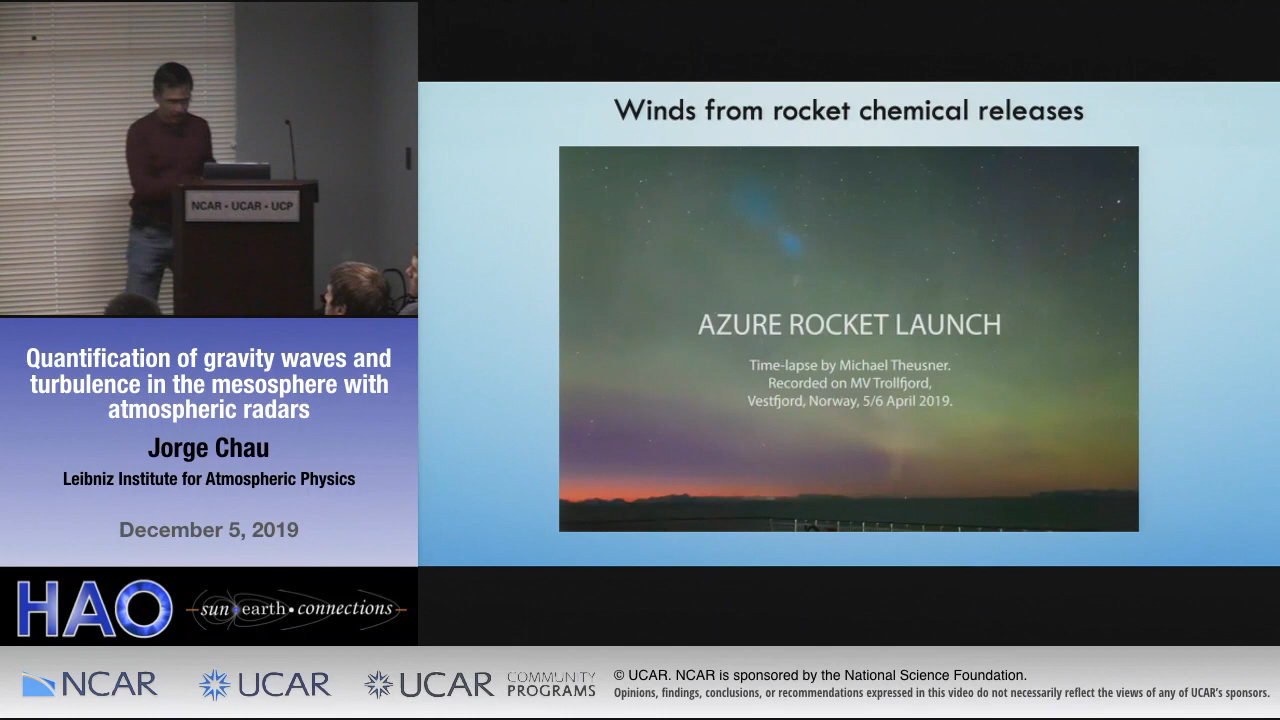 NCAR • UCAR • UCP
Quantification of gravity waves and
turbulence in the mesosphere with
atmospheric radars
Jorge Chau
Leibniz Institute for Atmospheric Physics
December 5, 2019
HAO
sun•earth•connections
Winds from rocket chemical releases
AZURE ROCKET LAUNCH
Time-lapse by Michael Theusner.
Recorded on MV Trollfjord,
Vestfjord, Norway, 5/6 April 2019.
NCAR
UCAR
UCAR
COMMUNITY
PROGRAMS
© UCAR. NCAR is sponsored by the National Science Foundation.
Opinions, findings, conclusions, or recommendations expressed in this video do not necessarily reflect the views of any of UCAR's sponsors.